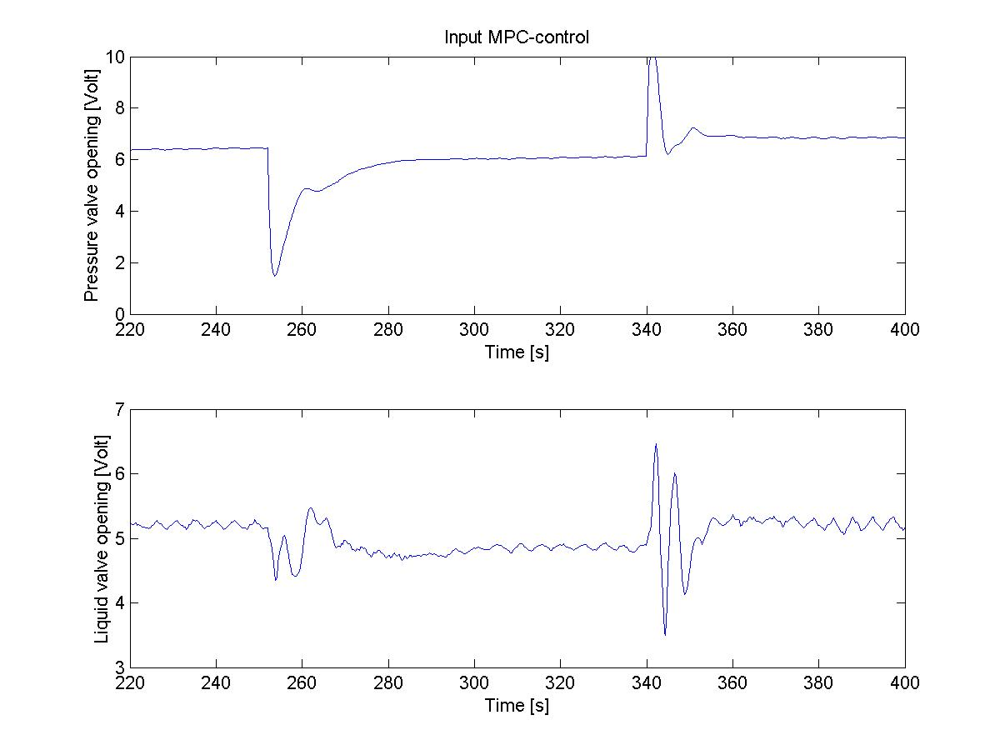 Input MPC-control
Pressure valve opening [Volt]
10
8
6
4
2
0
220 240 260 280 300 320 340 360 380 400
Time [s]
Liquid valve opening [Volt]
7
6
5
4
3
220 240 260 280 300 320 340 360 380 400
Time [s]